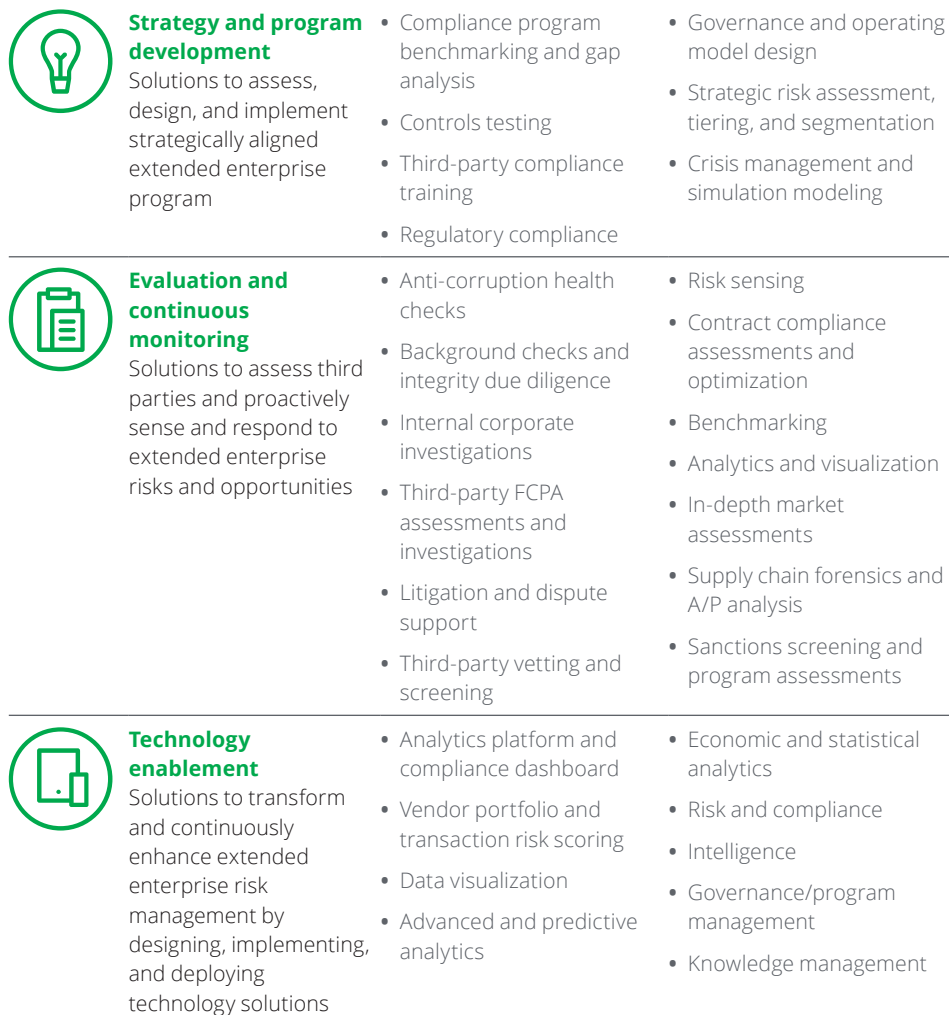 Strategy and program
development
Solutions to assess,
design, and implement
strategically aligned
extended enterprise
program
• Compliance program
benchmarking and gap
analysis
• Controls testing
• Third-party compliance
training
• Regulatory compliance
• Governance and operating
model design
• Strategic risk assessment,
tiering, and segmentation
• Crisis management and
simulation modeling
Evaluation and
continuous
monitoring
Solutions to assess third
parties and proactively
sense and respond to
extended enterprise
risks and opportunities
• Anti-corruption health
checks
• Background checks and
integrity due diligence
• Internal corporate
investigations
• Third-party FCPA
assessments and
investigations
• Litigation and dispute
support
• Third-party vetting and
screening
• Risk sensing
• Contract compliance
assessments and
optimization
• Benchmarking
• Analytics and visualization
• In-depth market
assessments
• Supply chain forensics and
A/P analysis
• Sanctions screening and
program assessments
Technology
enablement
Solutions to transform
and continuously
enhance extended
enterprise risk
management by
designing, implementing,
and deploying
technology solutions
• Analytics platform and
compliance dashboard
• Vendor portfolio and
transaction risk scoring
• Data visualization
• Advanced and predictive
analytics
• Economic and statistical
analytics
• Risk and compliance
• Intelligence
• Governance/program
management
• Knowledge management